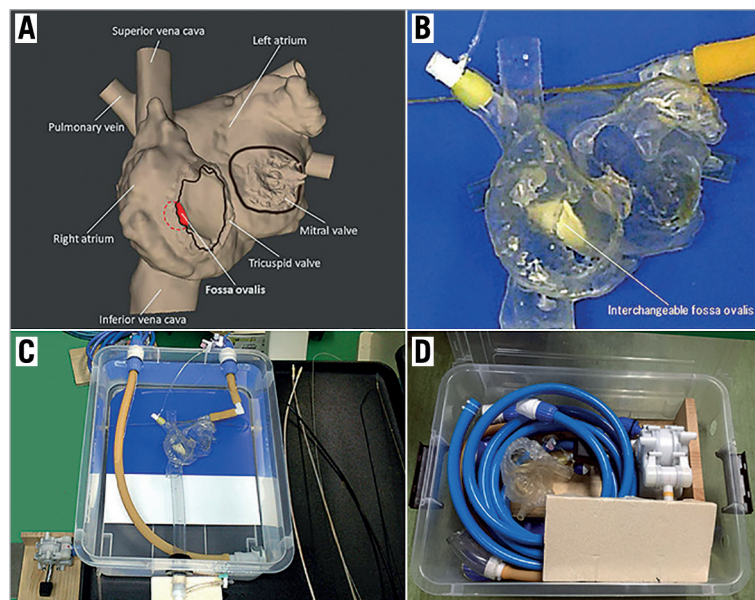 A
Superior vena cava
Left atrium
Pulmonary vein
Right atrium
Mitral valve
Tricuspid valve
Fossa ovalis
Inferior vena cava
B
Interchangeable fossa ovalis
C
D